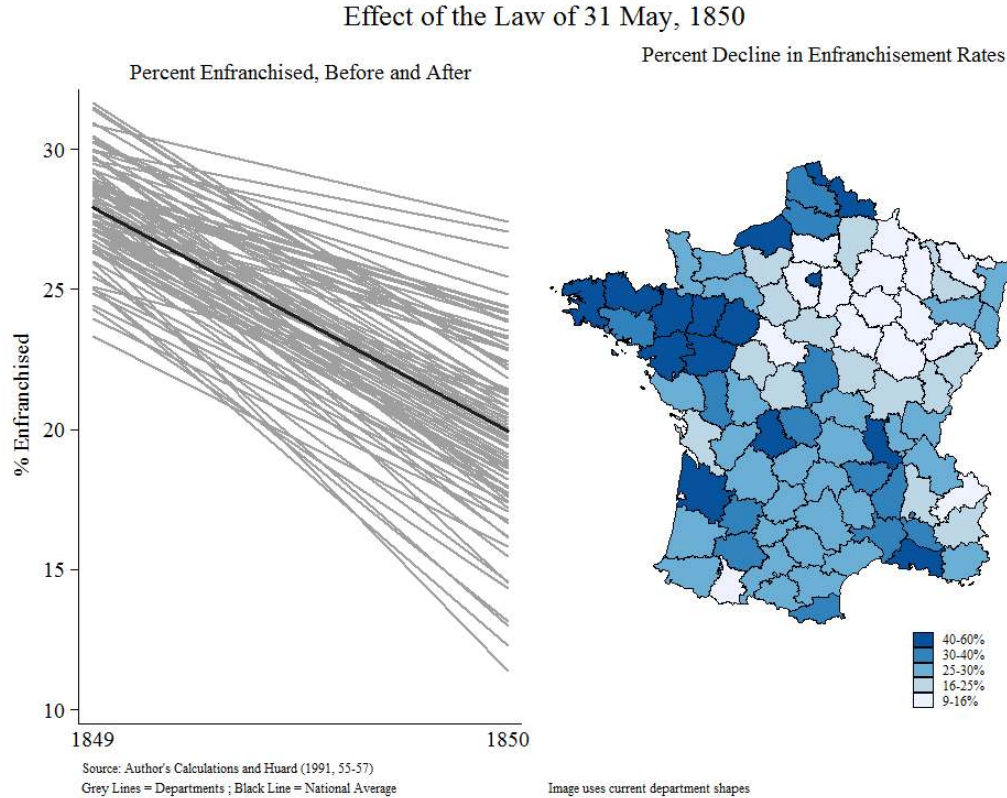 Effect of the Law of 31 May, 1850
Percent Enfranchised, Before and After
% Enfranchised
30
25
20
15
10
1849
1850
Source: Author's Calculations and Huard (1991, 55-57)
Grey Lines = Departments ; Black Line = National Average
Percent Decline in Enfranchisement Rates
40-60%
30-40%
25-30%
16-25%
9-16%
Image uses current department shapes